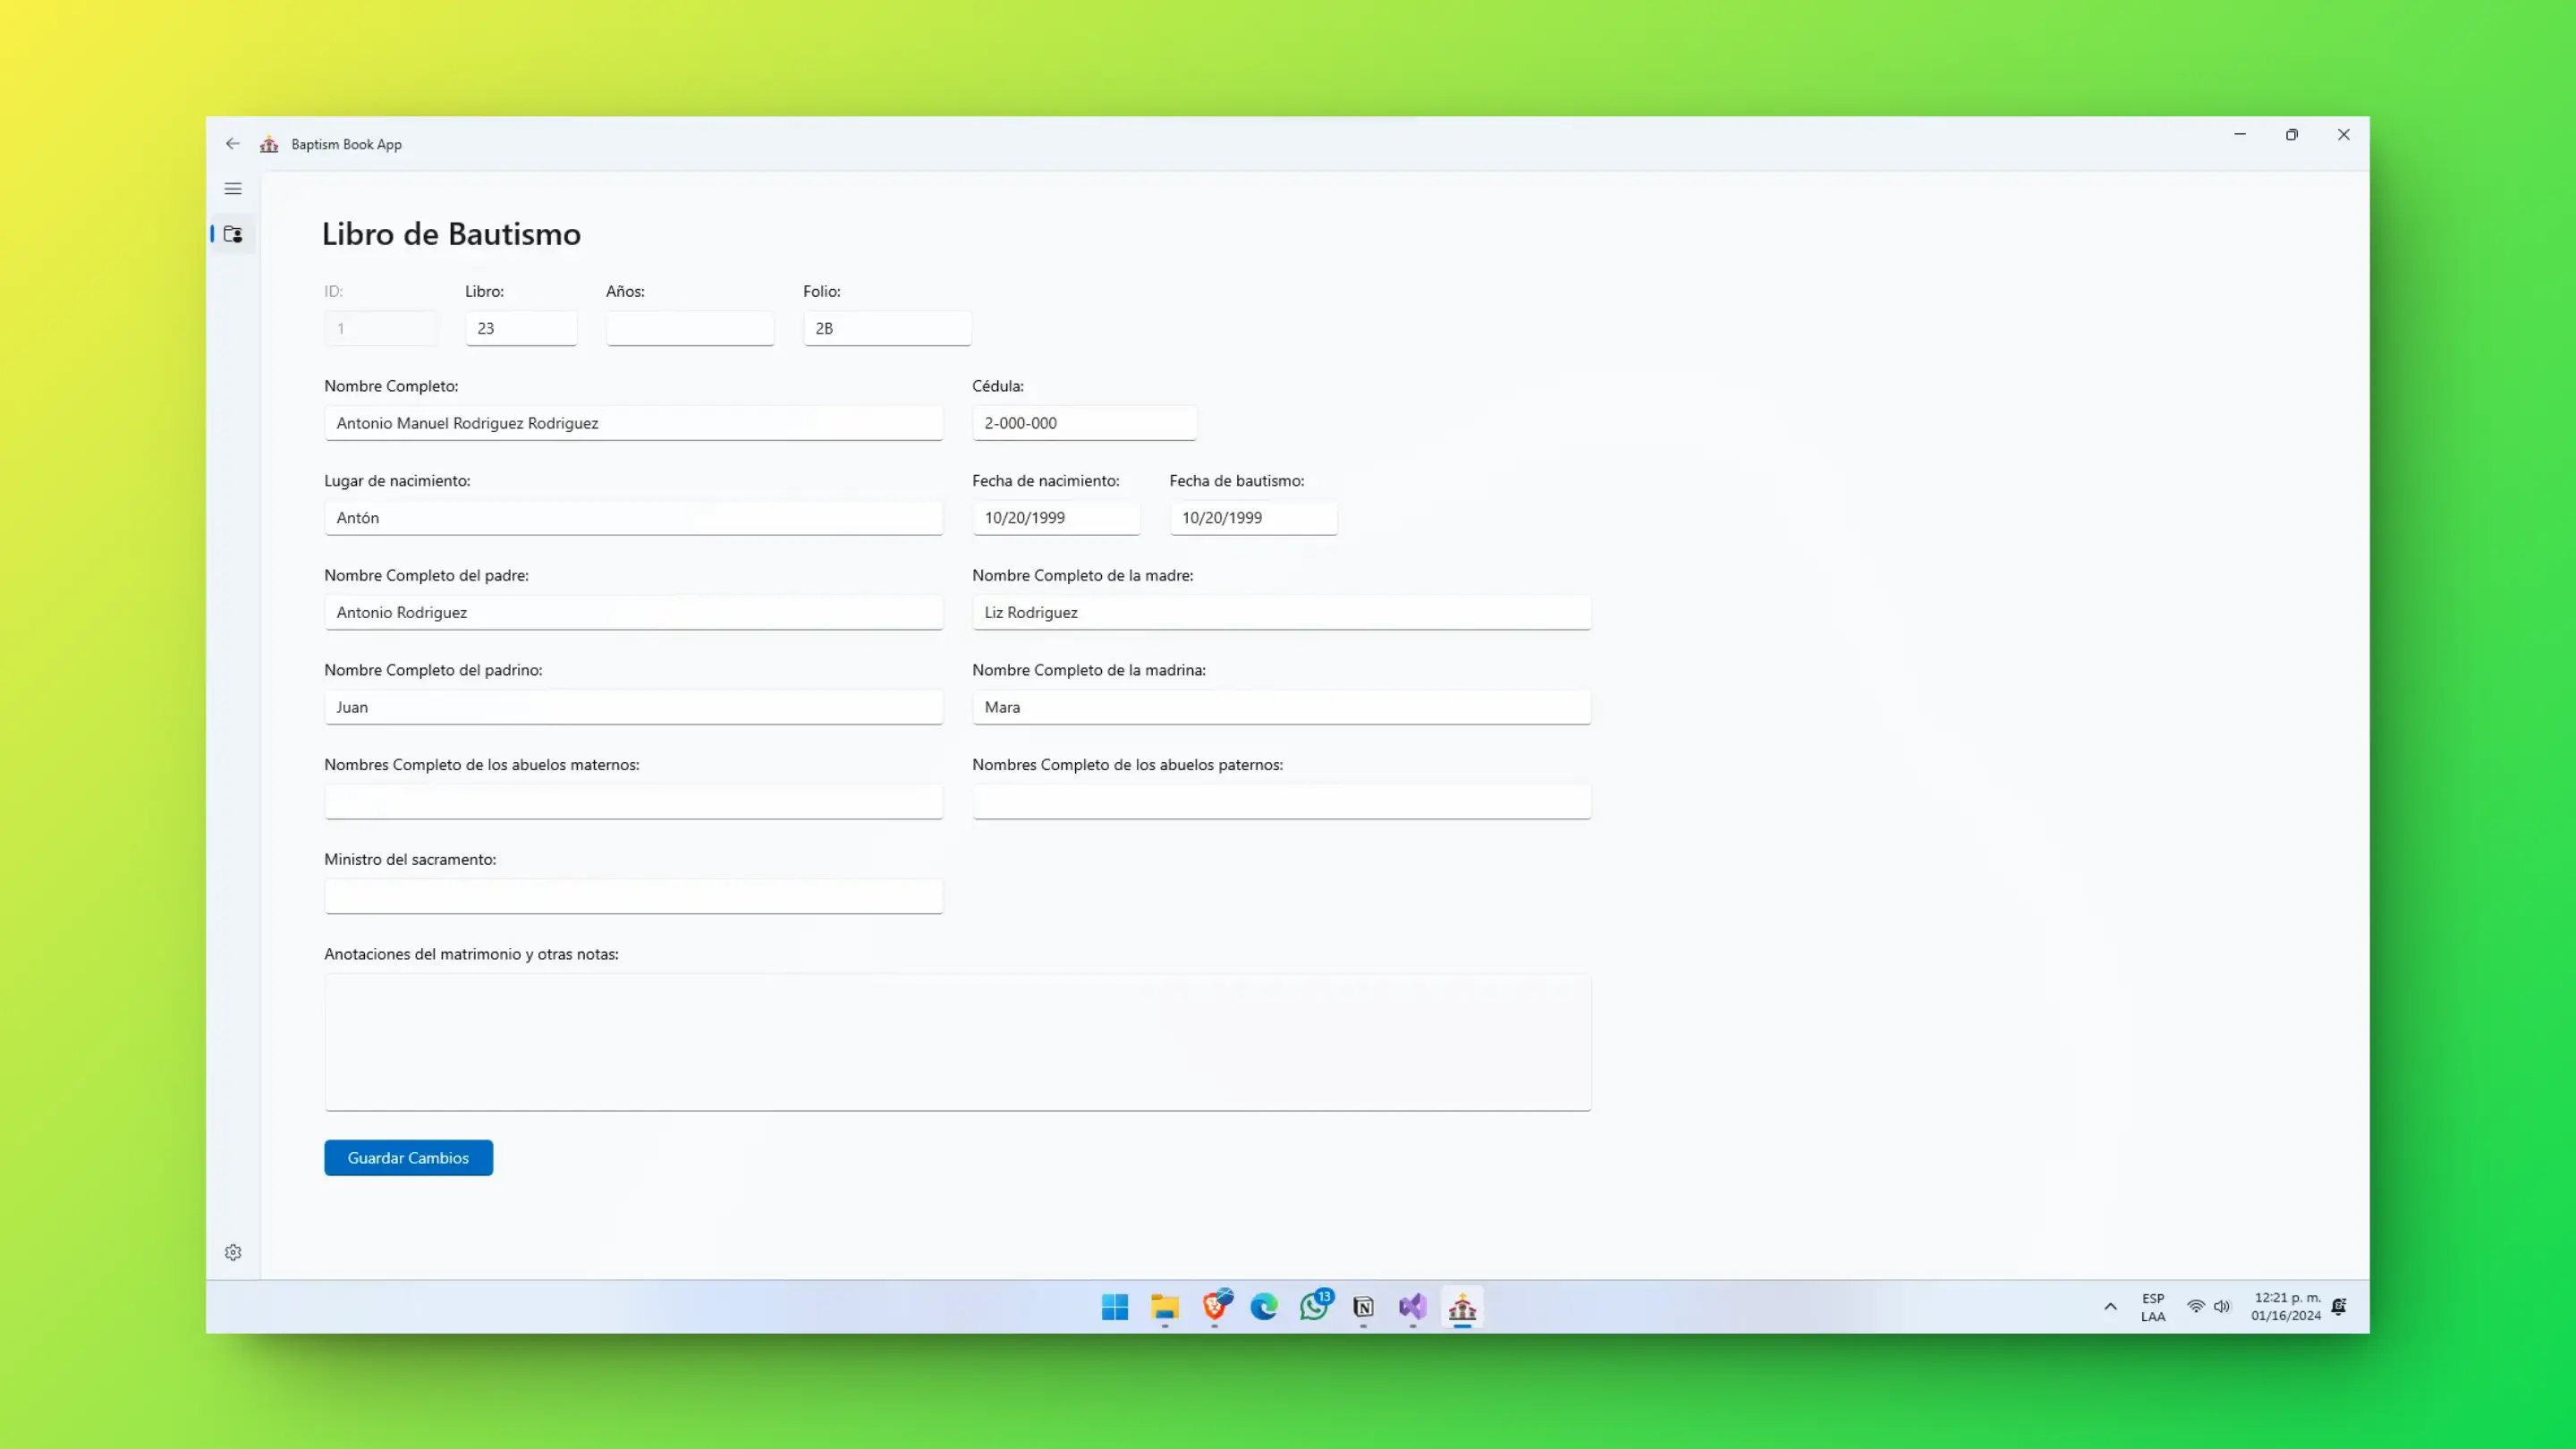 Baptism Book App
Libro de Bautismo
ID: Libro: Años: Folio:
1 23 2B
Nombre Completo: Cédula:
Antonio Manuel Rodriguez Rodriguez 2-000-000
Lugar de nacimiento: Fecha de nacimiento: Fecha de bautismo:
Antón 10/20/1999 10/20/1999
Nombre Completo del padre: Nombre Completo de la madre:
Antonio Rodriguez Liz Rodriguez
Nombre Completo del padrino: Nombre Completo de la madrina:
Juan Mara
Nombres Completo de los abuelos maternos: Nombres Completo de los abuelos paternos:
Ministro del sacramento:
Anotaciones del matrimonio y otras notas:
Guardar Cambios
13
ESP 12:21 p. m.
LAA 01/16/2024